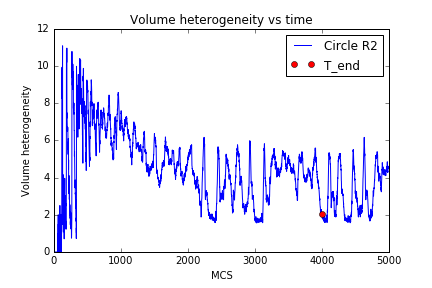 Volume heterogeneity vs time
Circle R2
T_end
12
10
8
6
4
2
0
Volume heterogeneity
0 1000 2000 3000 4000 5000
MCS